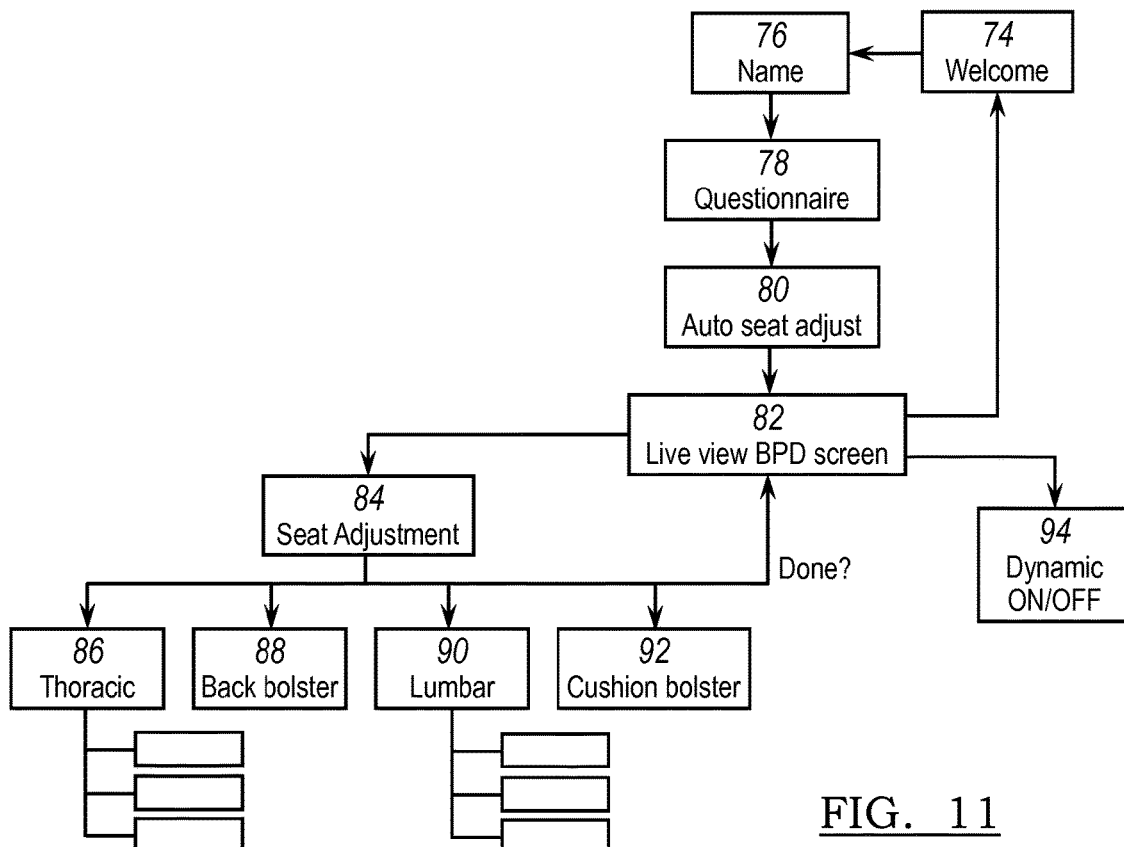 76
Name
74
Welcome
78
Questionnaire
80
Auto seat adjust
82
Live view BPD screen
84
Seat Adjustment
Done?
94
Dynamic
ON/OFF
86
Thoracic
88
Back bolster
90
Lumbar
92
Cushion bolster
FIG. 11